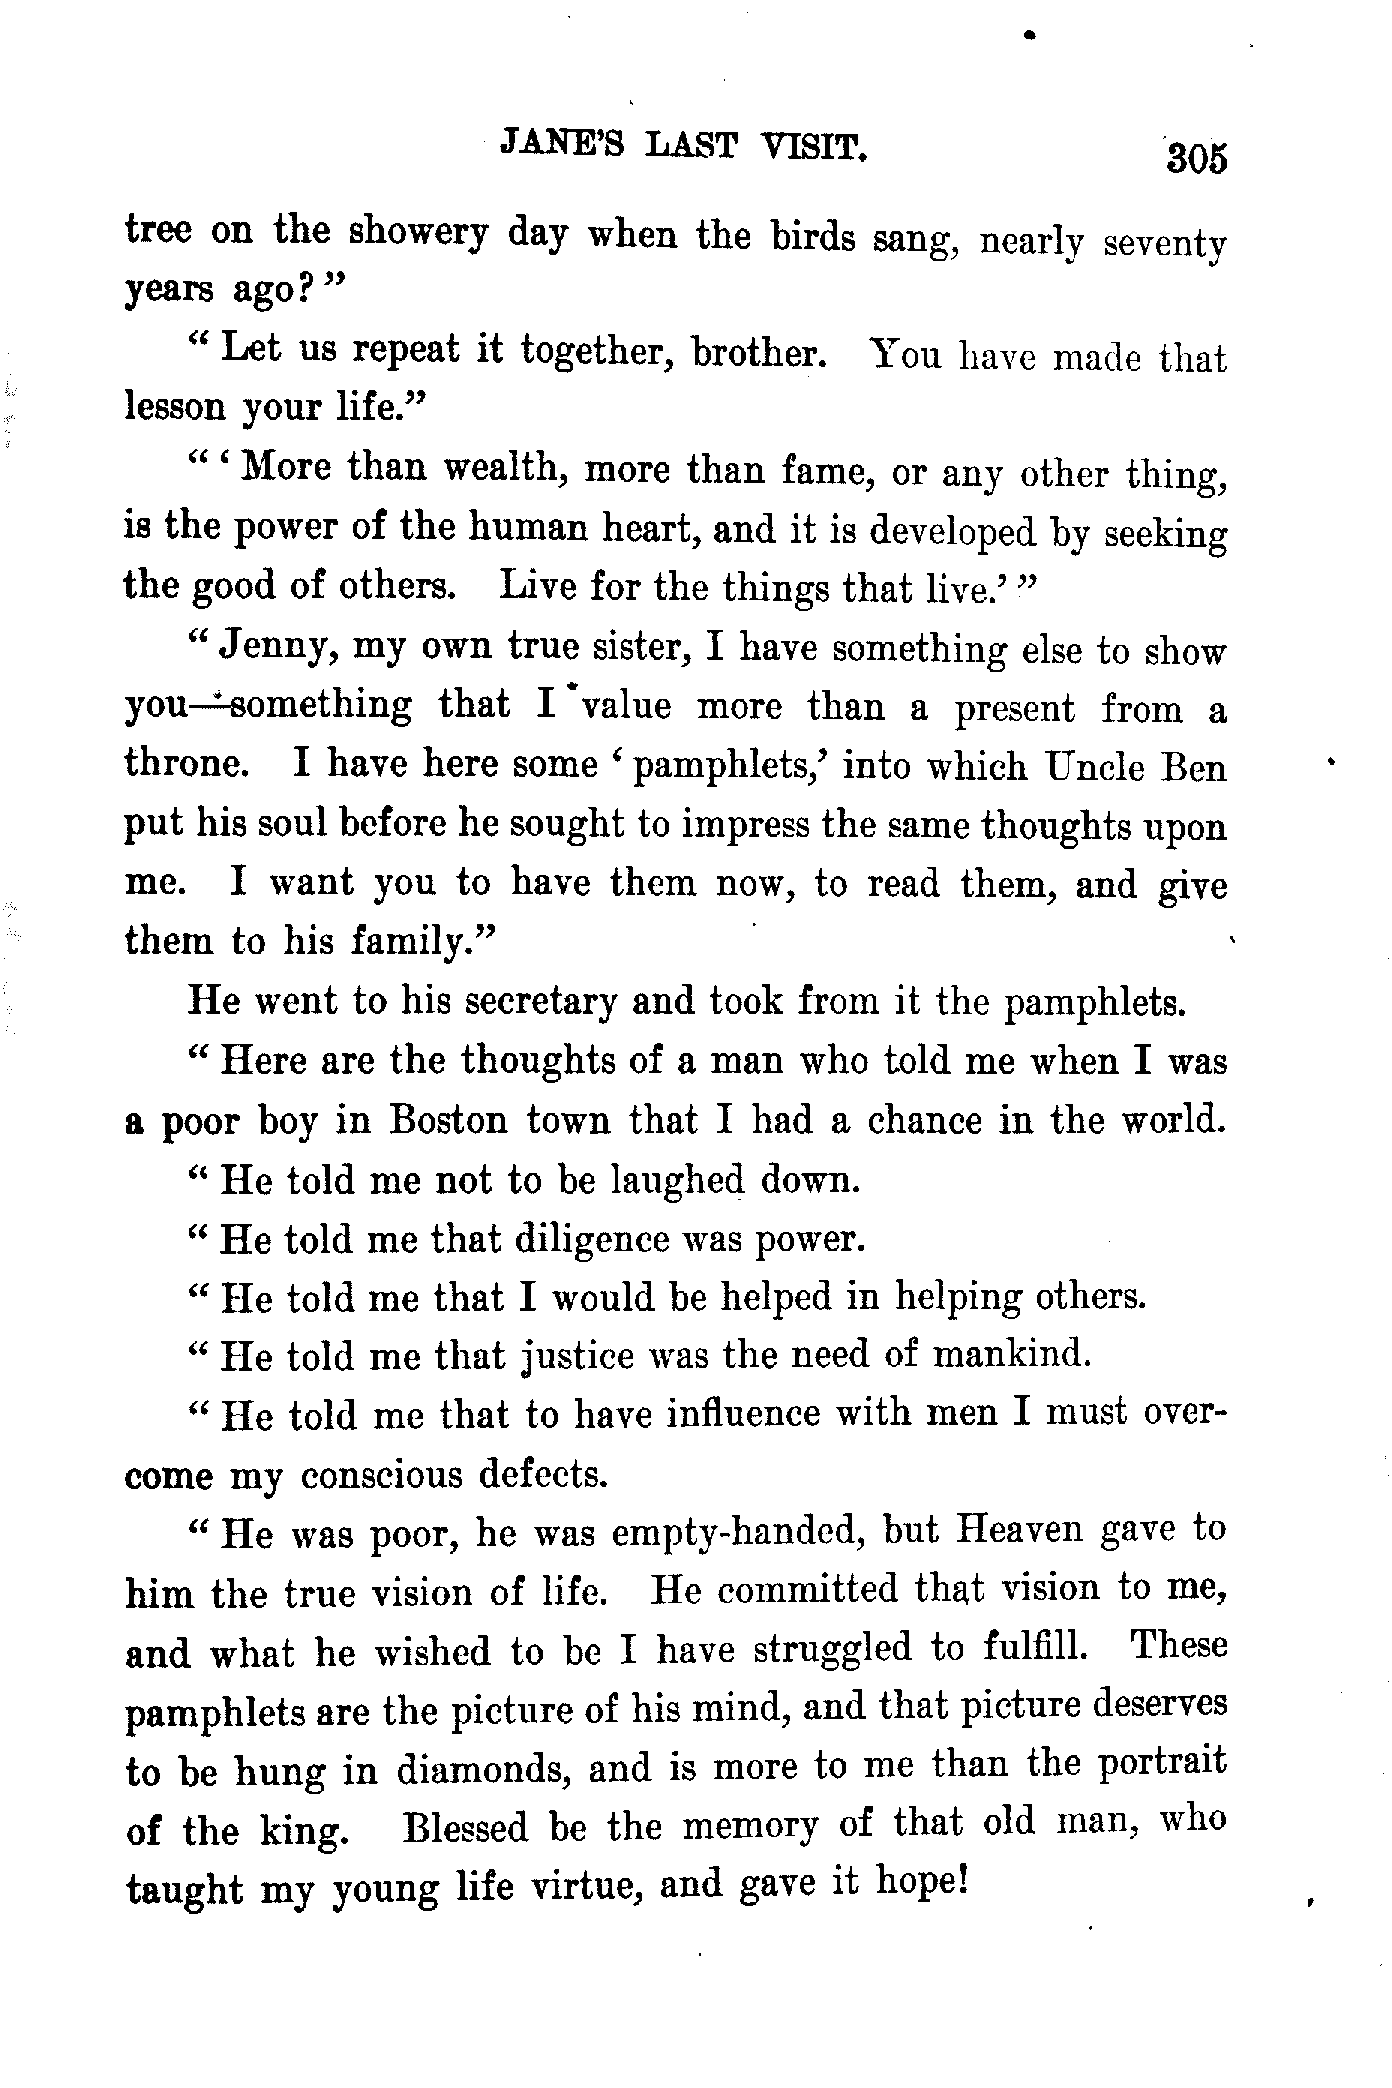 JANE'S LAST VISIT. 305
tree on the showery day when the birds sang, nearly seventy
years ago?"
"Let us repeat it together, brother. You have made that
lesson your life."
"'More than wealth, more than fame, or any other thing,
is the power of the human heart, and it is developed by seeking
the good of others. Live for the things that live.'"
"Jenny, my own true sister, I have something else to show
you—something that I value more than a present from a
throne. I have here some 'pamphlets,' into which Uncle Ben
put his soul before he sought to impress the same thoughts upon
me. I want you to have them now, to read them, and give
them to his family."
He went to his secretary and took from it the pamphlets.
"Here are the thoughts of a man who told me when I was
a poor boy in Boston town that I had a chance in the world.
"He told me not to be laughed down.
"He told me that diligence was power.
"He told me that I would be helped in helping others.
"He told me that justice was the need of mankind.
"He told me that to have influence with men I must over-
come my conscious defects.
"He was poor, he was empty-handed, but Heaven gave to
him the true vision of life. He committed that vision to me,
and what he wished to be I have struggled to fulfill. These
pamphlets are the picture of his mind, and that picture deserves
to be hung in diamonds, and is more to me than the portrait
of the king. Blessed be the memory of that old man, who
taught my young life virtue, and gave it hope!